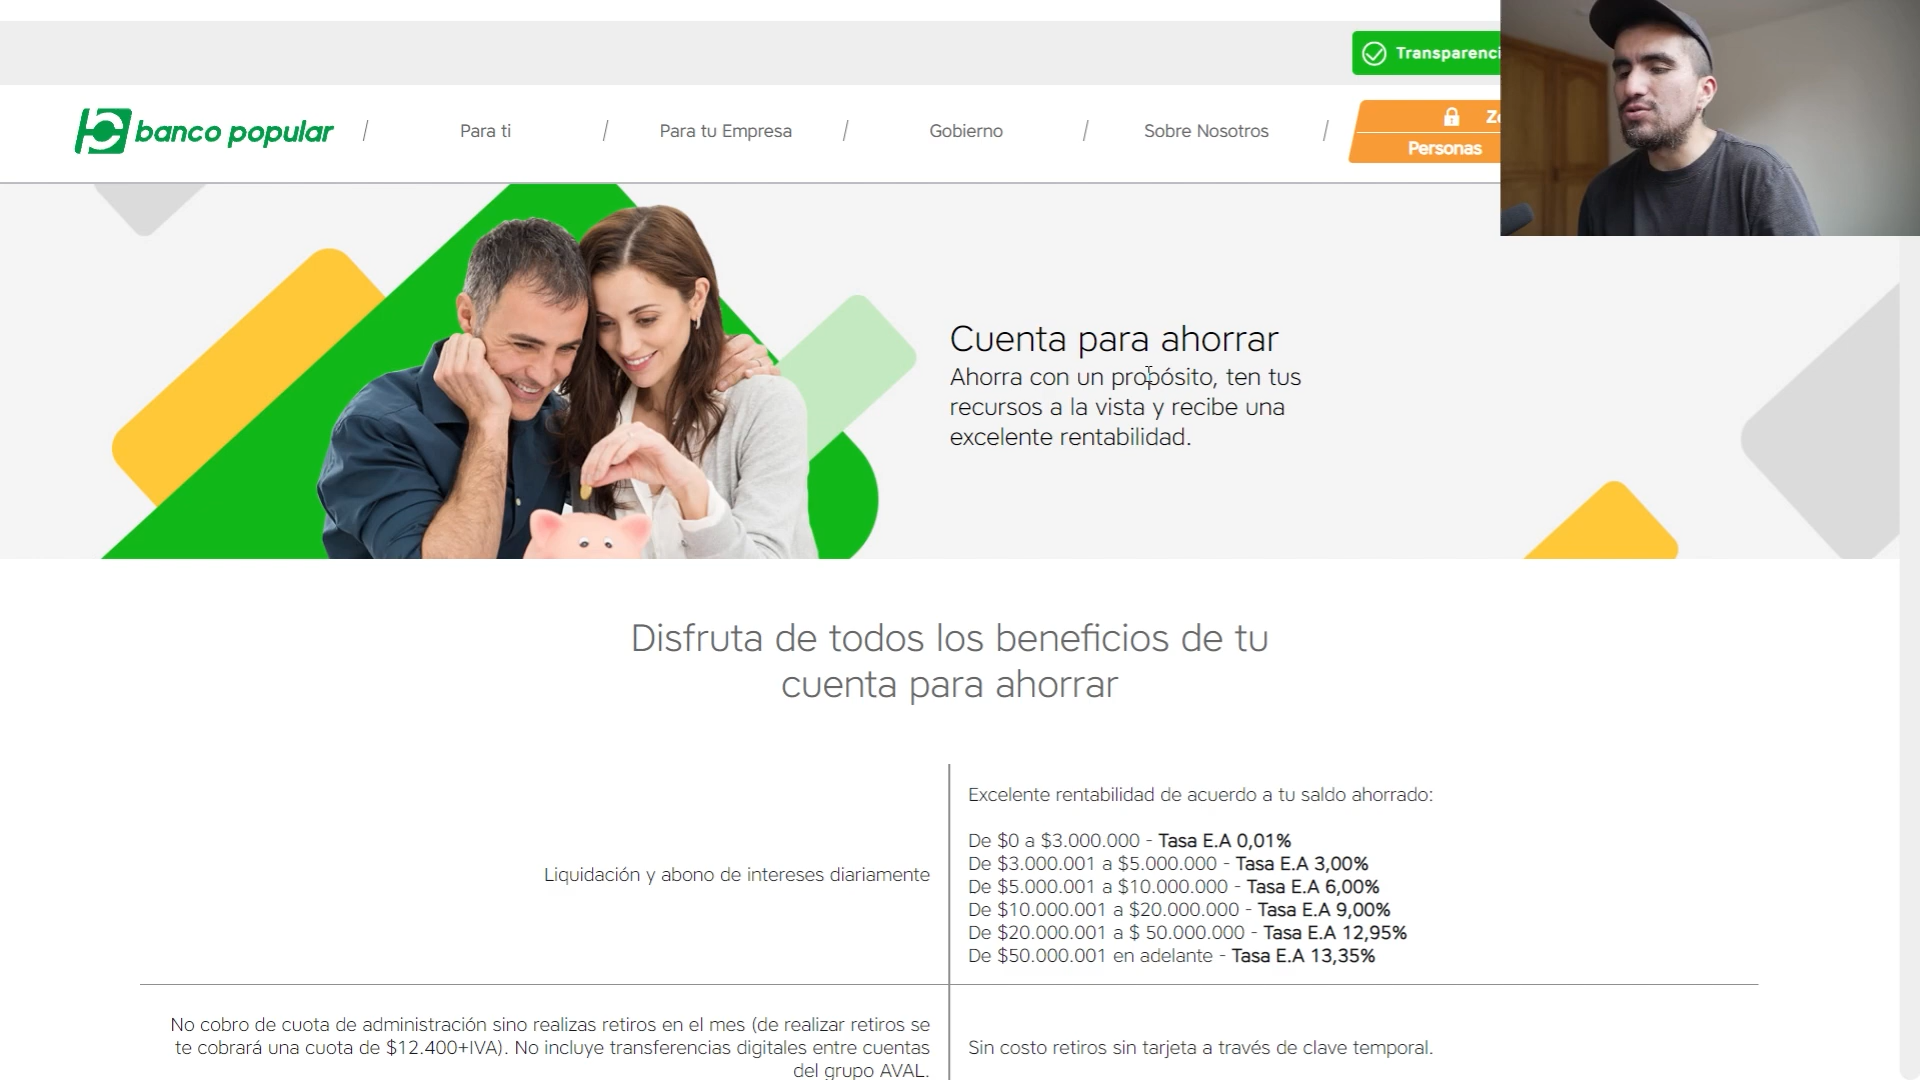 Transparenci
banco popular
Para ti
Para tu Empresa
Gobierno
Sobre Nosotros
Personas
Cuenta para ahorrar
Ahorra con un propósito, ten tus
recursos a la vista y recibe una
excelente rentabilidad.
Disfruta de todos los beneficios de tu
cuenta para ahorrar
Liquidación y abono de intereses diariamente
Excelente rentabilidad de acuerdo a tu saldo ahorrado:
De $0 a $3.000.000 - Tasa E.A 0,01%
De $3.000.001 a $5.000.000 - Tasa E.A 3,00%
De $5.000.001 a $10.000.000 - Tasa E.A 6,00%
De $10.000.001 a $20.000.000 - Tasa E.A 9,00%
De $20.000.001 a $ 50.000.000 - Tasa E.A 12,95%
De $50.000.001 en adelante - Tasa E.A 13,35%
No cobro de cuota de administración sino realizas retiros en el mes (de realizar retiros se
te cobrará una cuota de $12.400+IVA). No incluye transferencias digitales entre cuentas
del grupo AVAL.
Sin costo retiros sin tarjeta a través de clave temporal.